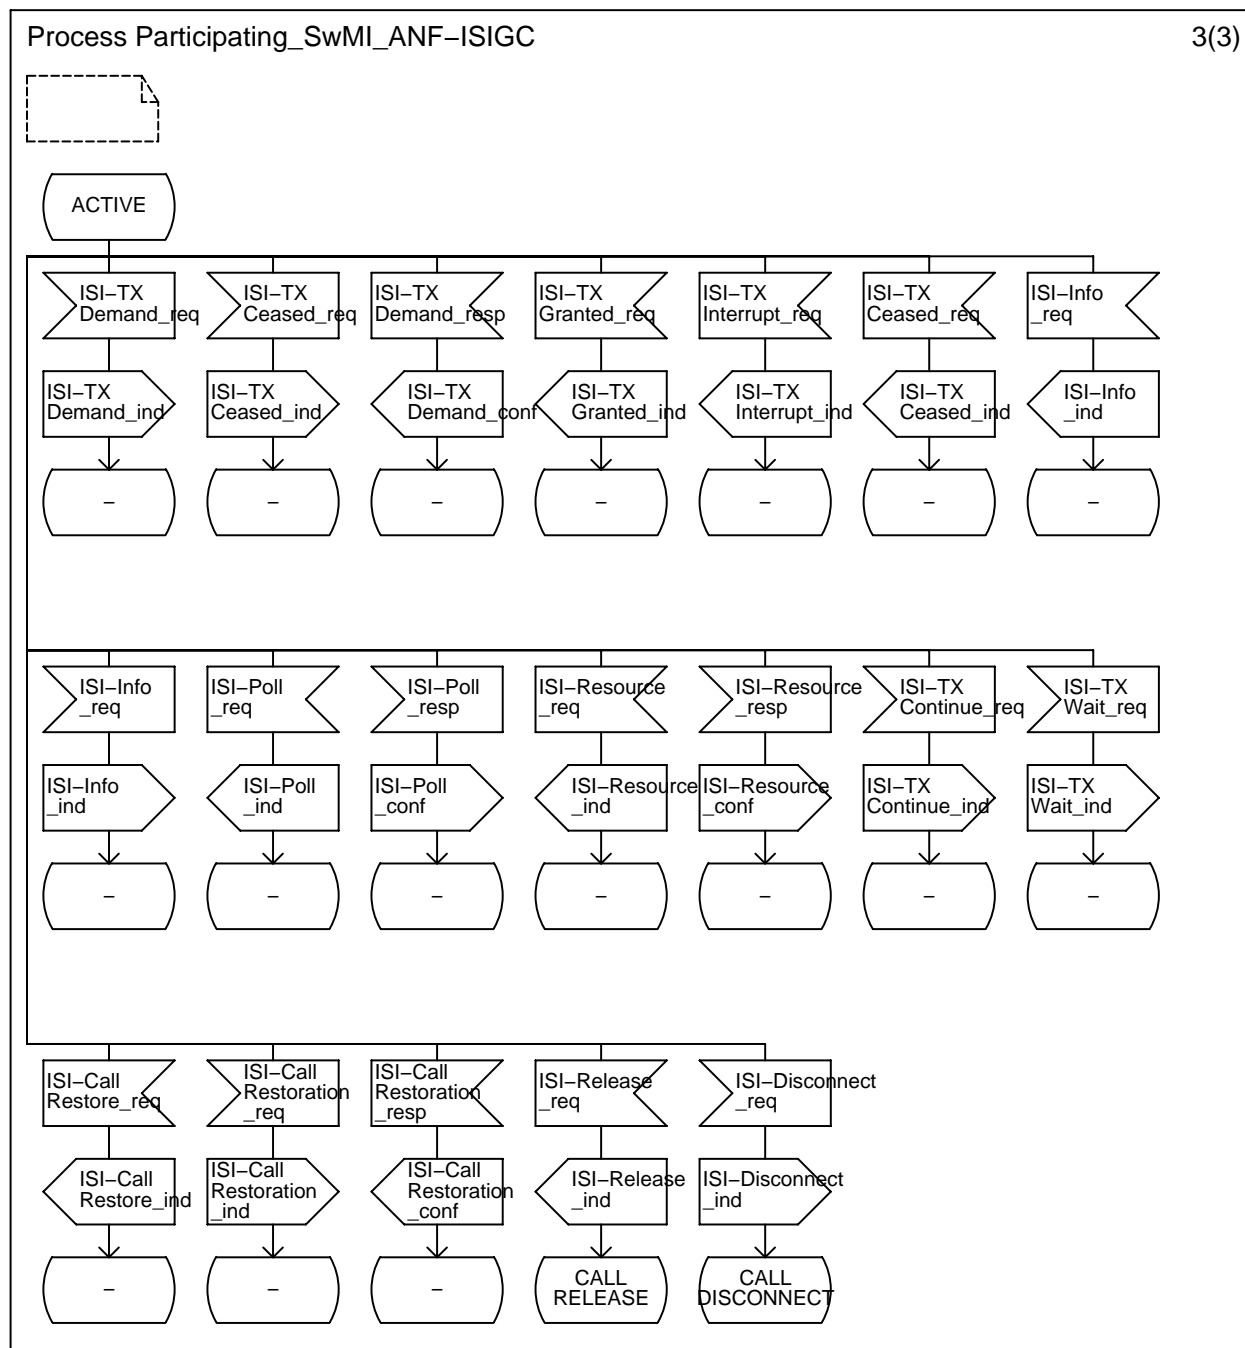 Process Participating_SwMI_ANF−ISIGC
3(3)
ACTIVE
ISI−TX
Demand_req
ISI−TX
Ceased_req
ISI−TX
Demand_resp
ISI−TX
Granted_req
ISI−TX
Interrupt_req
ISI−TX
Ceased_req
ISI−Info
_req
ISI−TX
Demand_ind
ISI−TX
Ceased_ind
ISI−TX
Demand_conf
ISI−TX
Granted_ind
ISI−TX
Interrupt_ind
ISI−TX
Ceased_ind
ISI−Info
_ind
−
−
−
−
−
−
−
ISI−Info
_req
ISI−Poll
_req
ISI−Poll
_resp
ISI−Resource
_req
ISI−Resource
_resp
ISI−TX
Continue_req
ISI−TX
Wait_req
ISI−Info
_ind
ISI−Poll
_ind
ISI−Poll
_conf
ISI−Resource
_ind
ISI−Resource
_conf
ISI−TX
Continue_ind
ISI−TX
Wait_ind
−
−
−
−
−
−
−
ISI−Call
Restore_req
ISI−Call
Restoration
_req
ISI−Call
Restoration
_resp
ISI−Release
_req
ISI−Disconnect
_req
ISI−Call
Restore_ind
ISI−Call
Restoration
_ind
ISI−Call
Restoration
_conf
ISI−Release
_ind
ISI−Disconnect
_ind
−
−
−
CALL
RELEASE
CALL
DISCONNECT